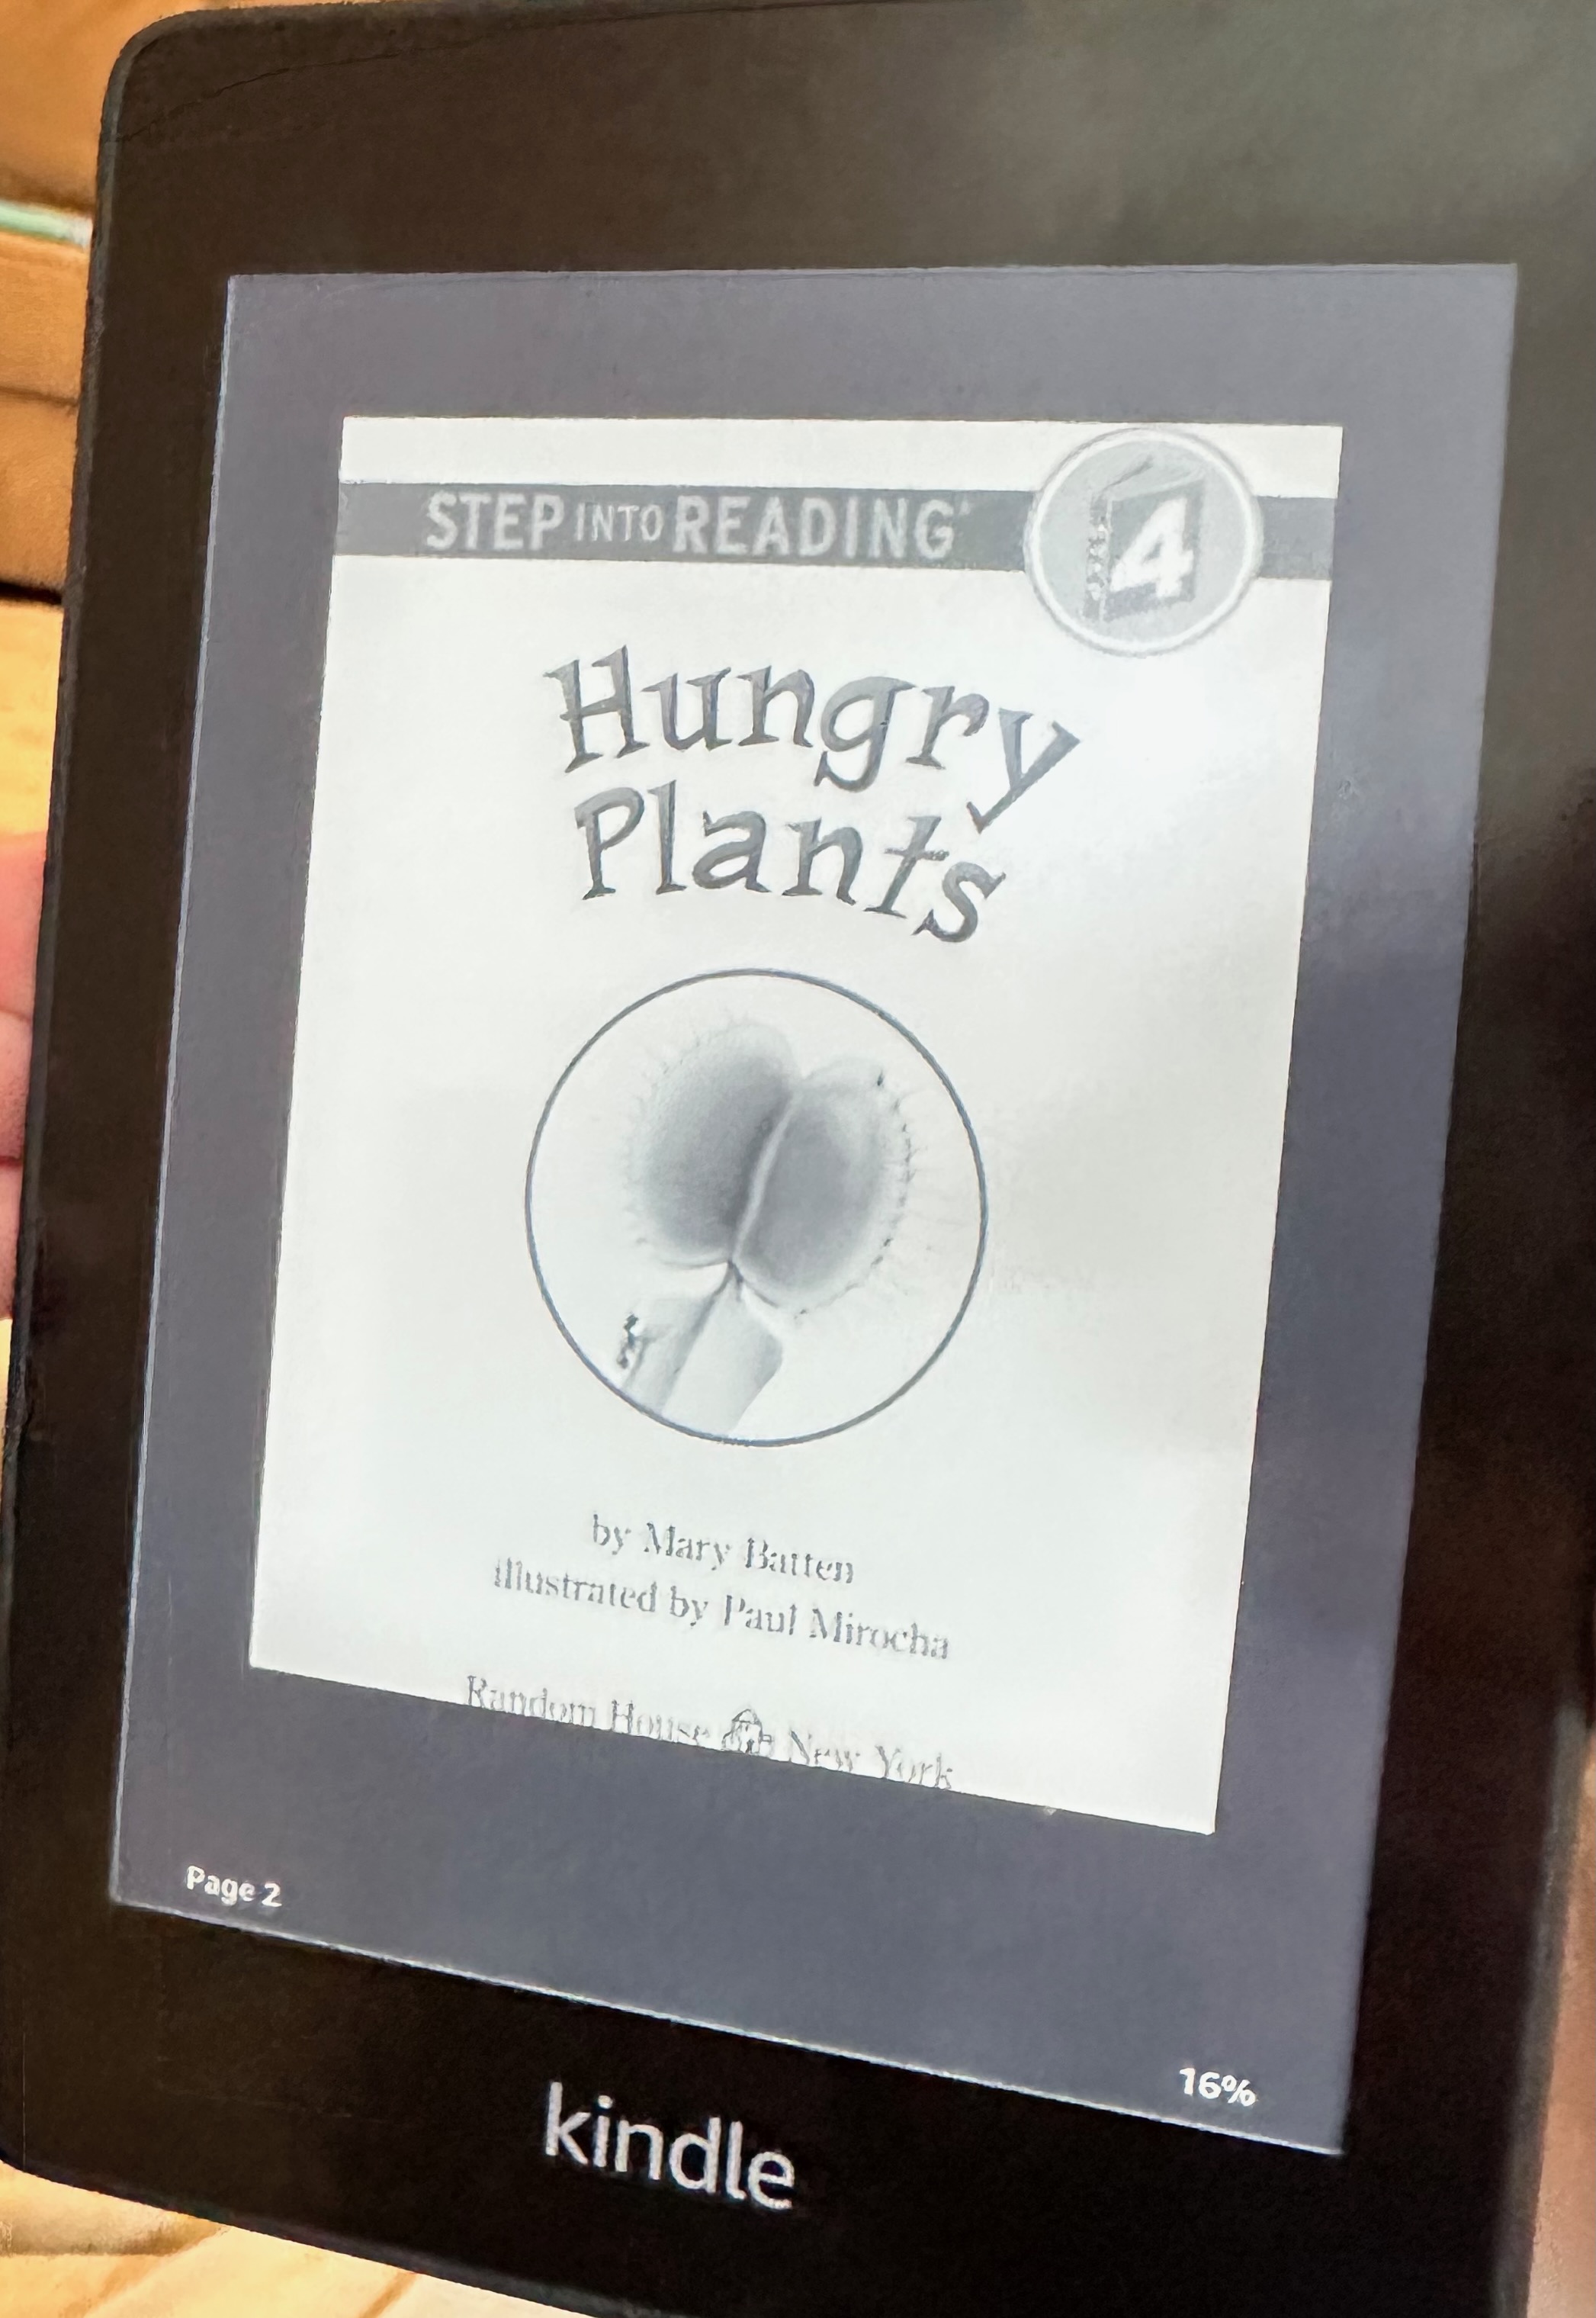 STEP INTO READING®
4
Hungry
Plants
by Mary Batten
illustrated by Paul Mirocha
Random House New York
Page 2
16%
kindle